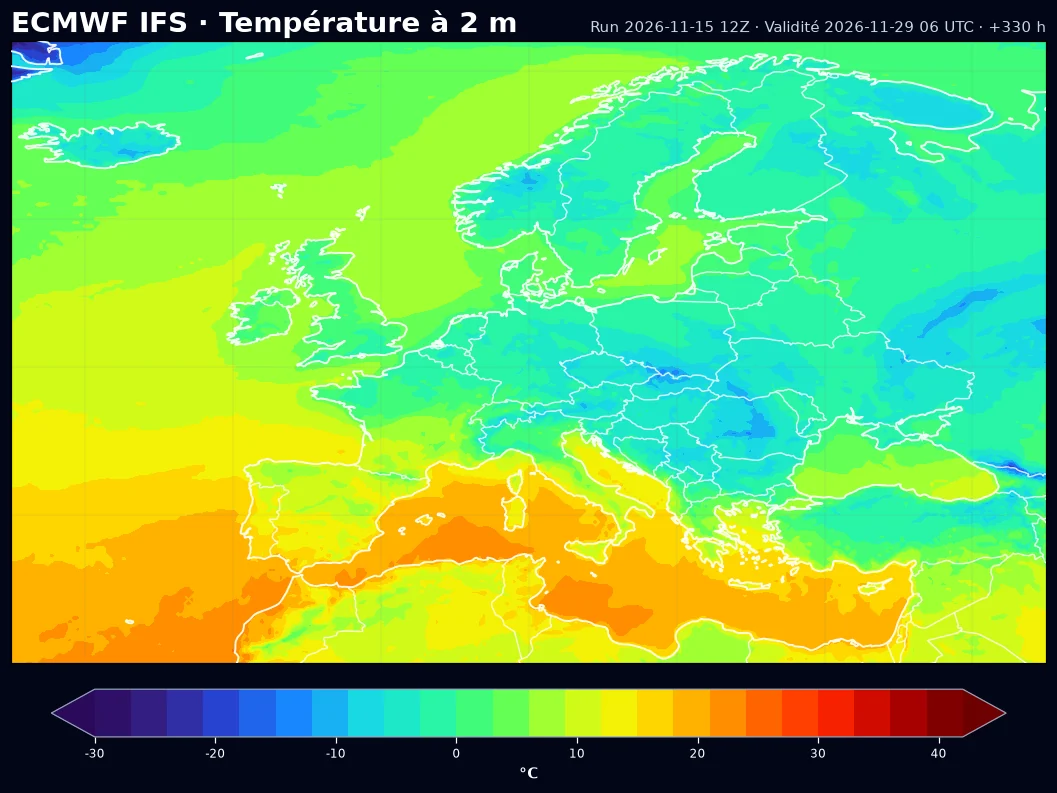 ECMWF IFS · Température à 2 m
Run 2026-11-15 12Z · Validité 2026-11-29 06 UTC · +330 h
-30 -20 -10 0 10 20 30 40
°C